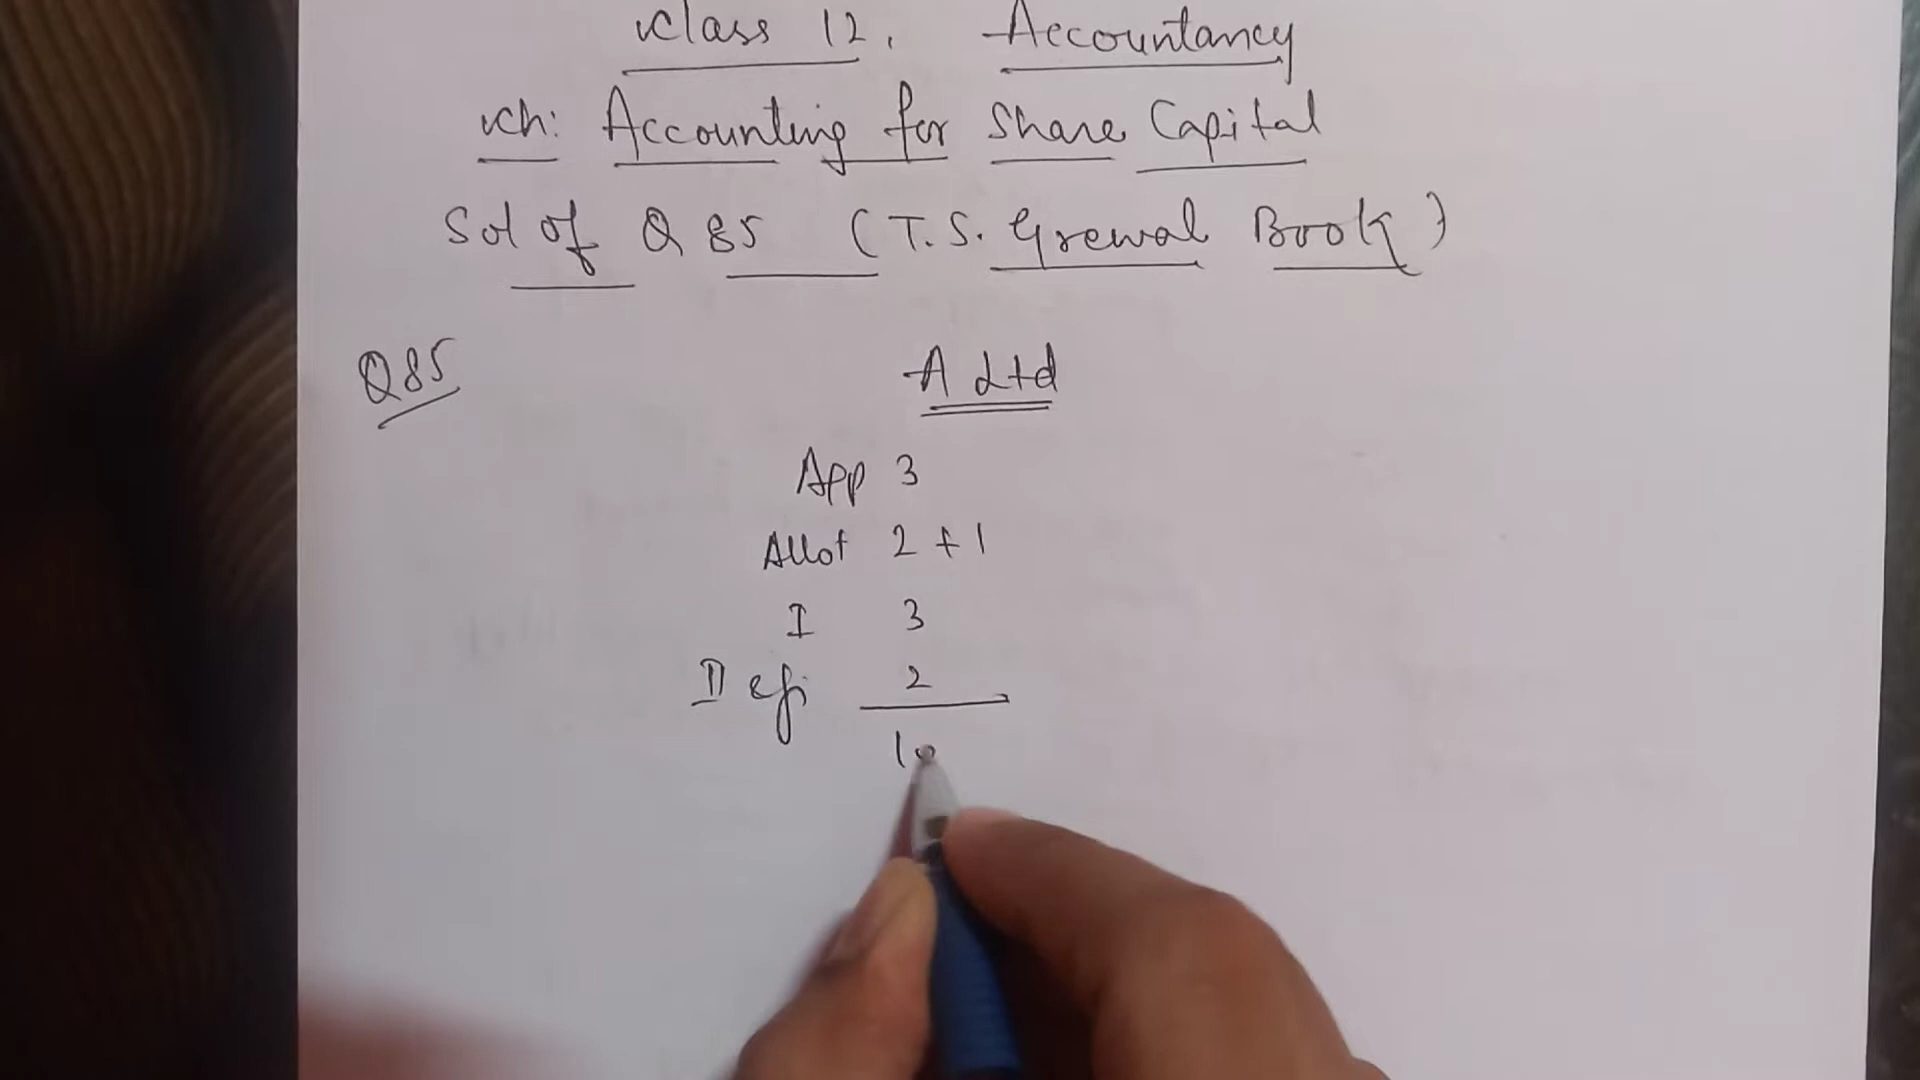 Class 12, Accountancy
Ch: Accounting for Share Capital
Sol of Q 85 (T.S. Grewal Book)
Q85
A Ltd
App 3
Allot 2 + 1
I 3
II & fi 2
10